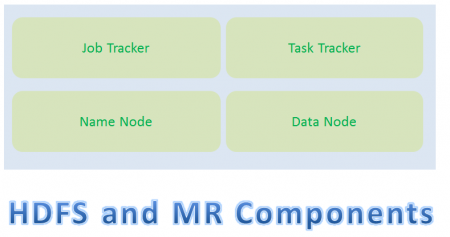 Job Tracker Task Tracker
Name Node Data Node
HDFS and MR Components